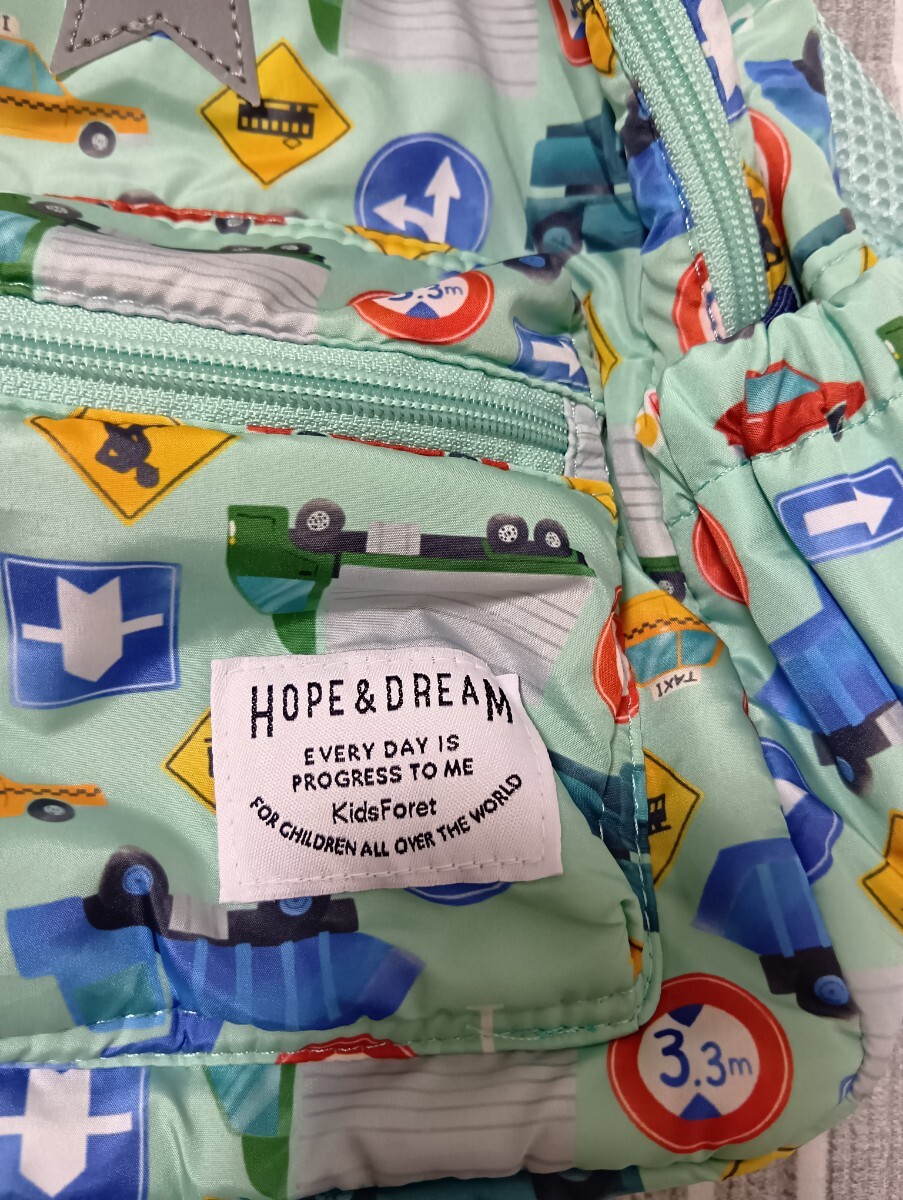 I
3.3m
TAXI
HOPE & DREAM
EVERY DAY IS
PROGRESS TO ME
KidsForet
FOR CHILDREN ALL OVER THE WORLD
3.3m